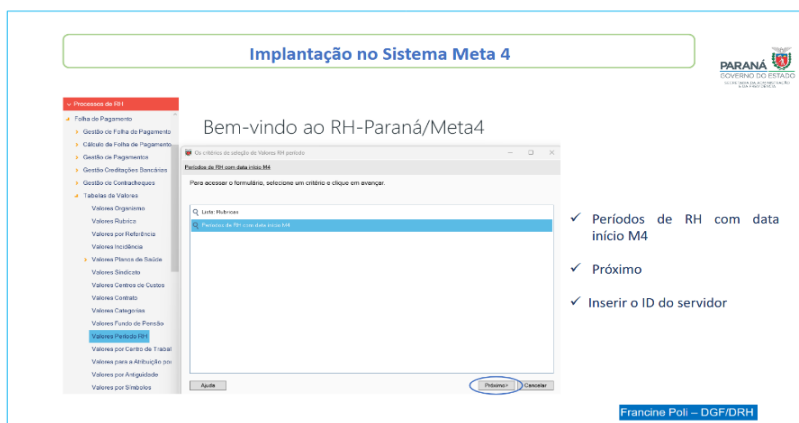 Implantação no Sistema Meta 4
PARANÁ
GOVERNO DO ESTADO
Processos de RH
Folha de Pagamento
Gestão de Folha de Pagamento
Cálculo da Folha de Pagamento
Gestão de Pagamentos
Gestão Creditações Bancárias
Gestão de Contracheques
Tabelas de Valores
Valores Organismo
Valores Rubrica
Valores por Referência
Valores Incidência
Valores Planos de Saúde
Valores Sindicato
Valores Centros de Custos
Valores Contrato
Valores Categorias
Valores Fundo de Pensão
Valores Período RH
Valores por Centro de Trabal
Valores para a Atribuição por
Valores por Antiguidade
Valores por Símbolos
Bem-vindo ao RH-Paraná/Meta4
Os critérios de seleção de Valores RH período
Períodos de RH com data início M4
Para acessar o formulário, selecione um critério e clique em avançar.
Lista: Rubricas
Períodos de RH com data início M4
Ajuda
Próximo>
Cancelar
✓ Períodos de RH com data
início M4
✓ Próximo
✓ Inserir o ID do servidor
Francine Poli – DGF/DRH